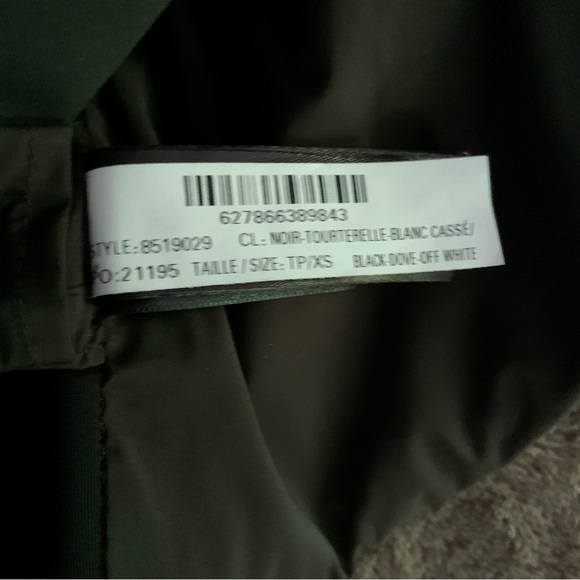 627866389843
STYLE:8519029 CL: NOIR-TOURTERELLE-BLANC CASSÉ/
PO:21195 TAILLE/SIZE: TP/XS BLACK-DOVE-OFF WHITE